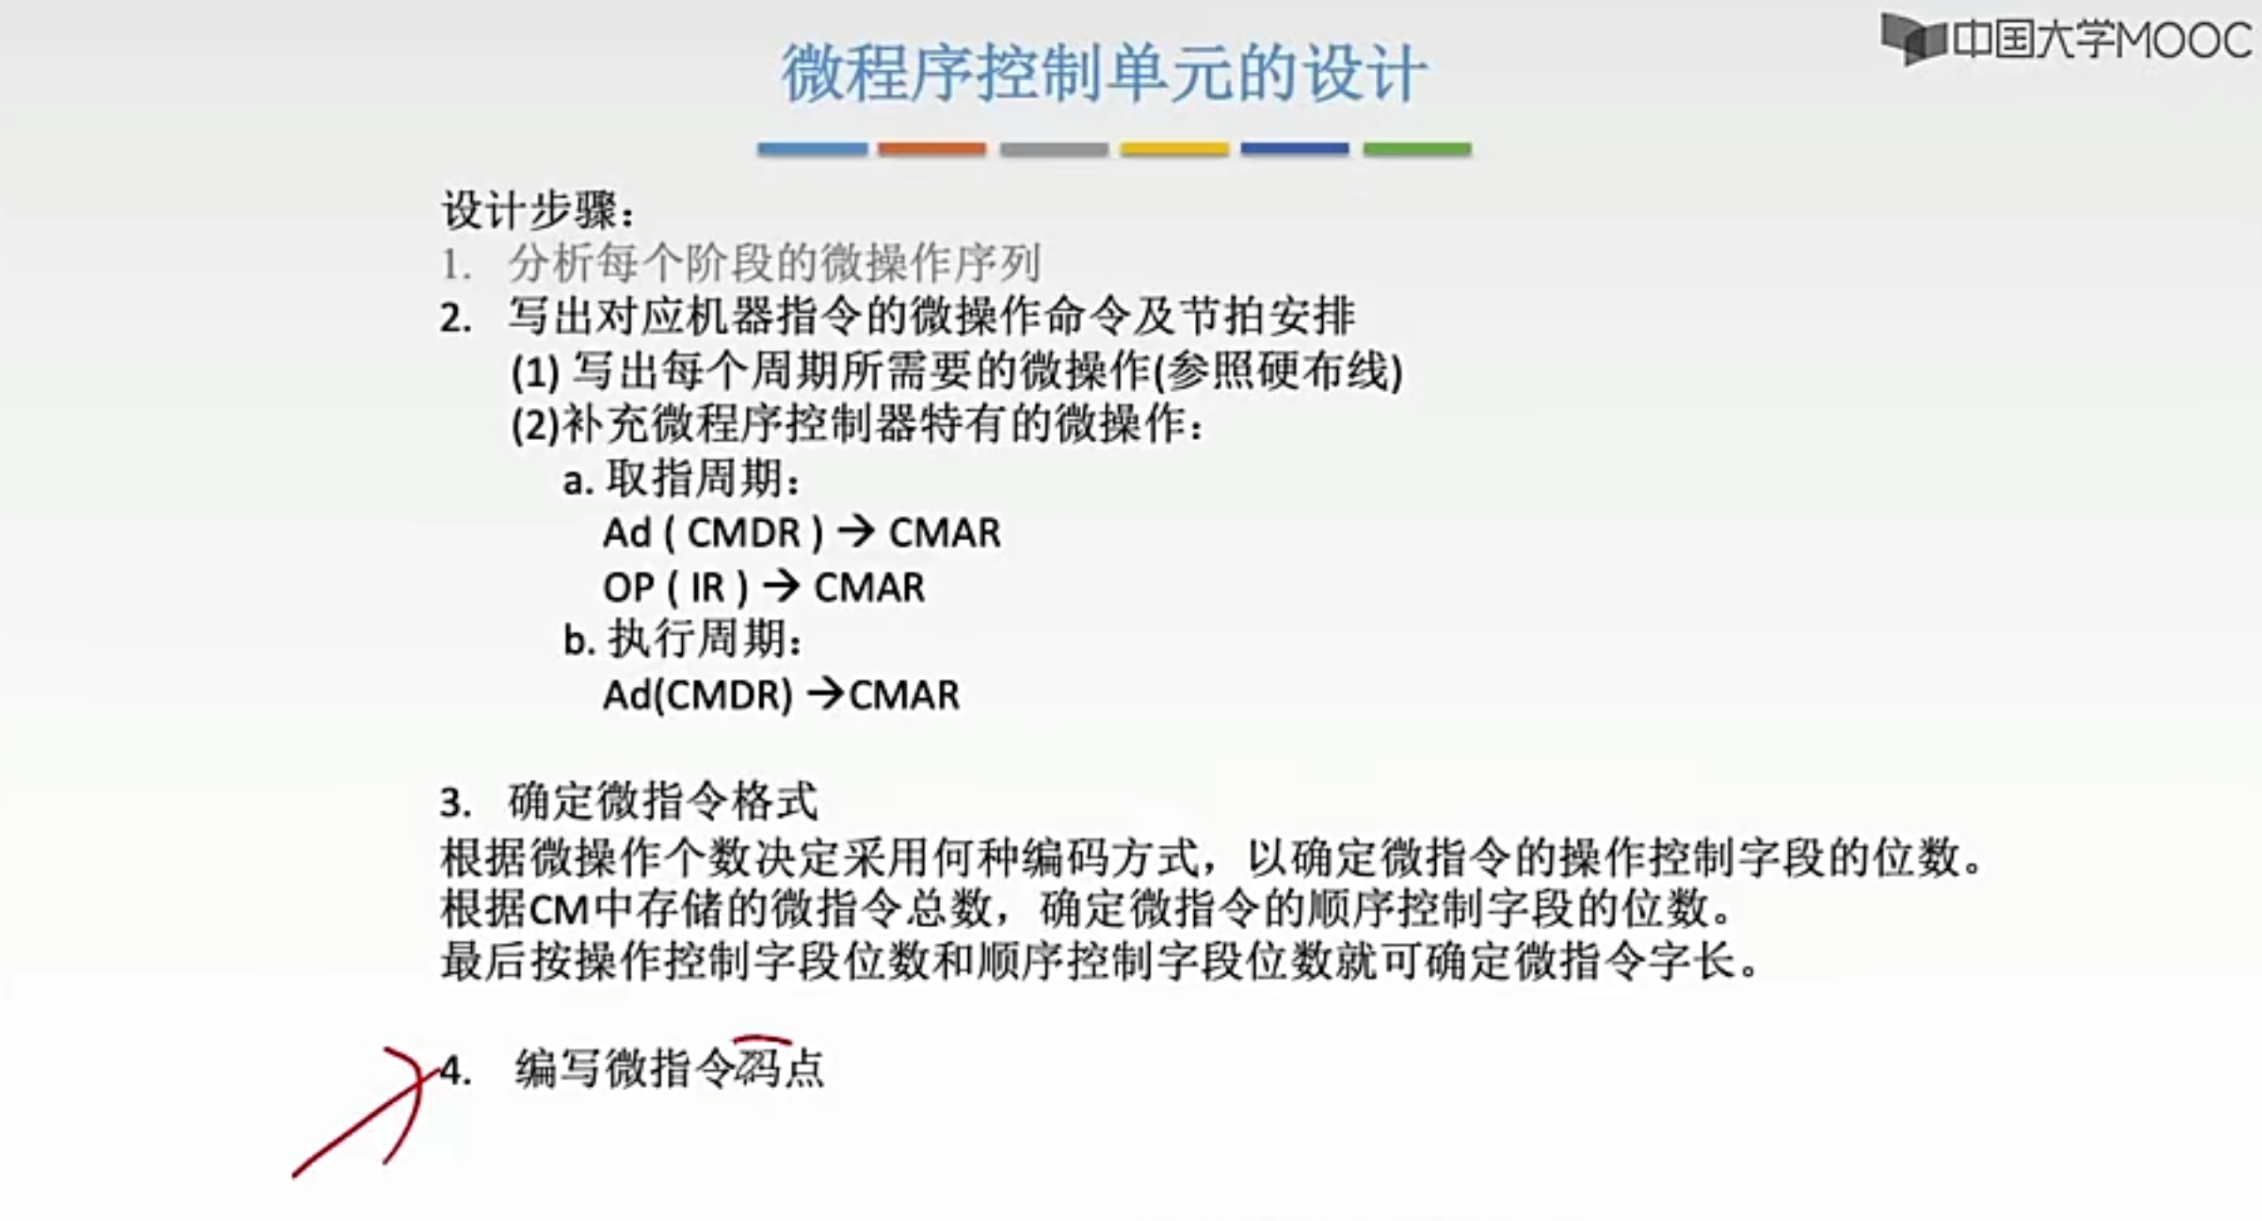 中国大学MOOC
微程序控制单元的设计
设计步骤：
1. 分析每个阶段的微操作序列
2. 写出对应机器指令的微操作命令及节拍安排
(1) 写出每个周期所需要的微操作(参照硬布线)
(2)补充微程序控制器特有的微操作：
a. 取指周期：
Ad ( CMDR ) → CMAR
OP ( IR ) → CMAR
b. 执行周期：
Ad(CMDR) →CMAR
3. 确定微指令格式
根据微操作个数决定采用何种编码方式，以确定微指令的操作控制字段的位数。
根据CM中存储的微指令总数，确定微指令的顺序控制字段的位数。
最后按操作控制字段位数和顺序控制字段位数就可确定微指令字长。
4. 编写微指令码点